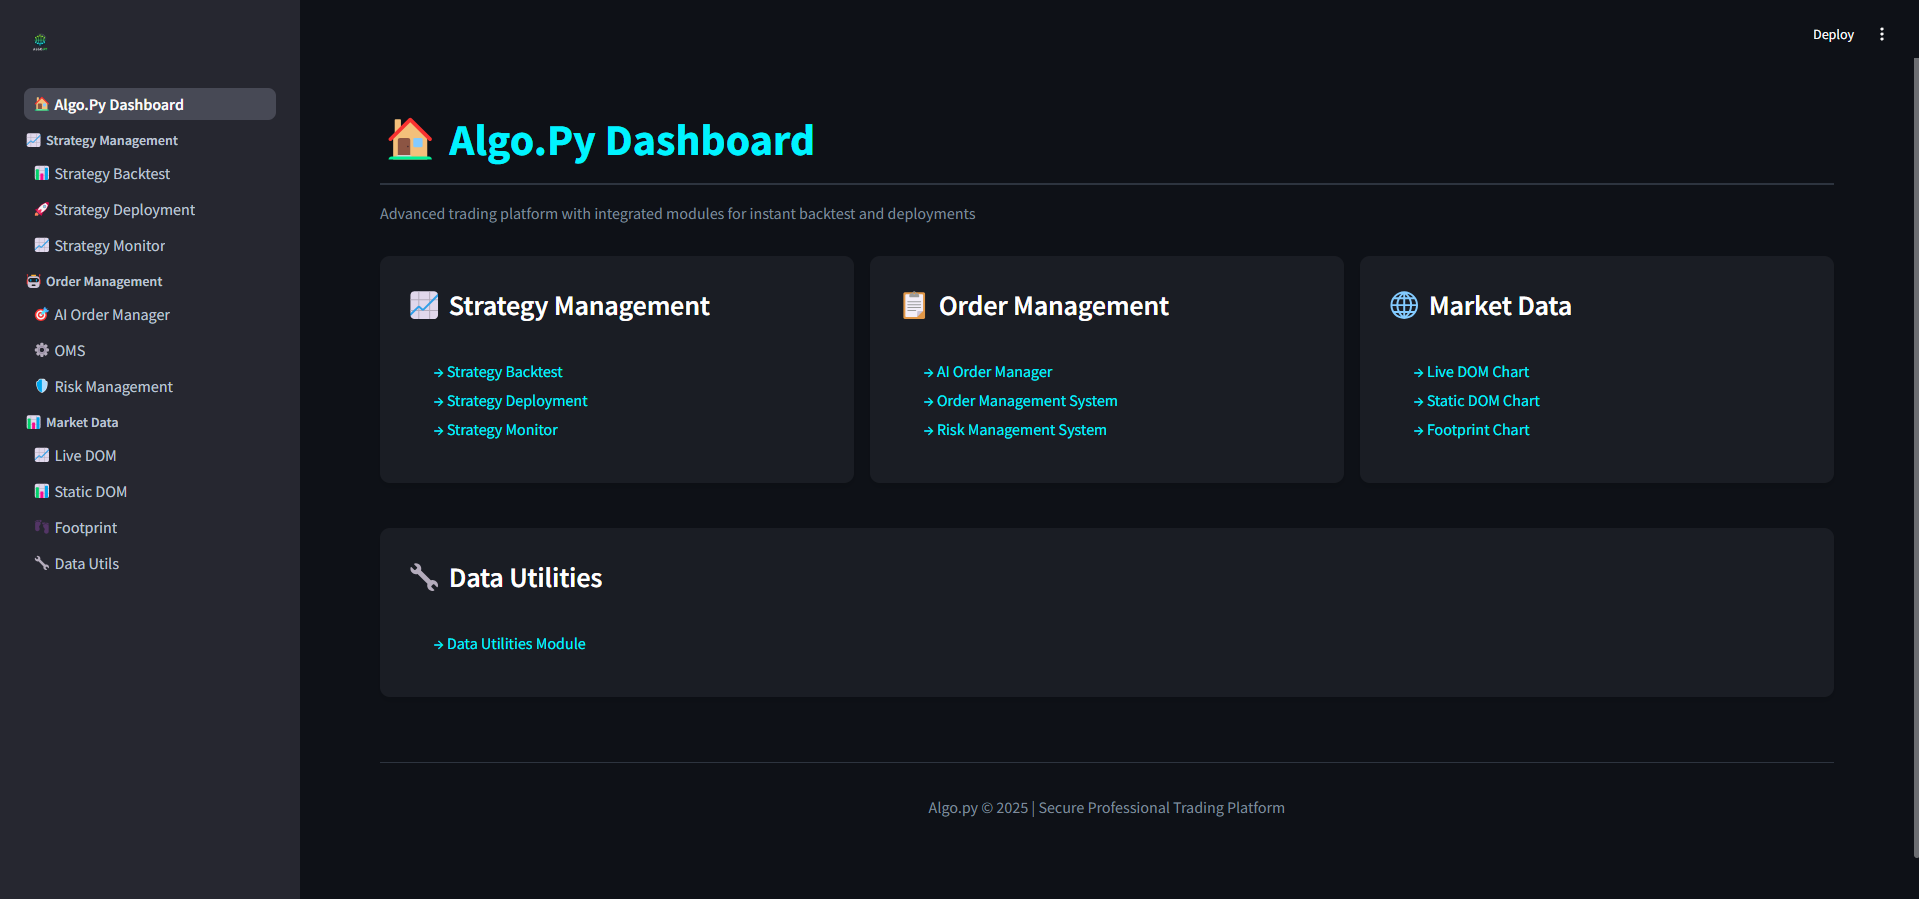 Deploy
Algo.Py Dashboard
Strategy Management
Strategy Backtest
Strategy Deployment
Strategy Monitor
Order Management
AI Order Manager
OMS
Risk Management
Market Data
Live DOM
Static DOM
Footprint
Data Utils
Algo.Py Dashboard
Advanced trading platform with integrated modules for instant backtest and deployments
Strategy Management
→ Strategy Backtest
→ Strategy Deployment
→ Strategy Monitor
Order Management
→ AI Order Manager
→ Order Management System
→ Risk Management System
Market Data
→ Live DOM Chart
→ Static DOM Chart
→ Footprint Chart
Data Utilities
→ Data Utilities Module
Algo.py © 2025 | Secure Professional Trading Platform